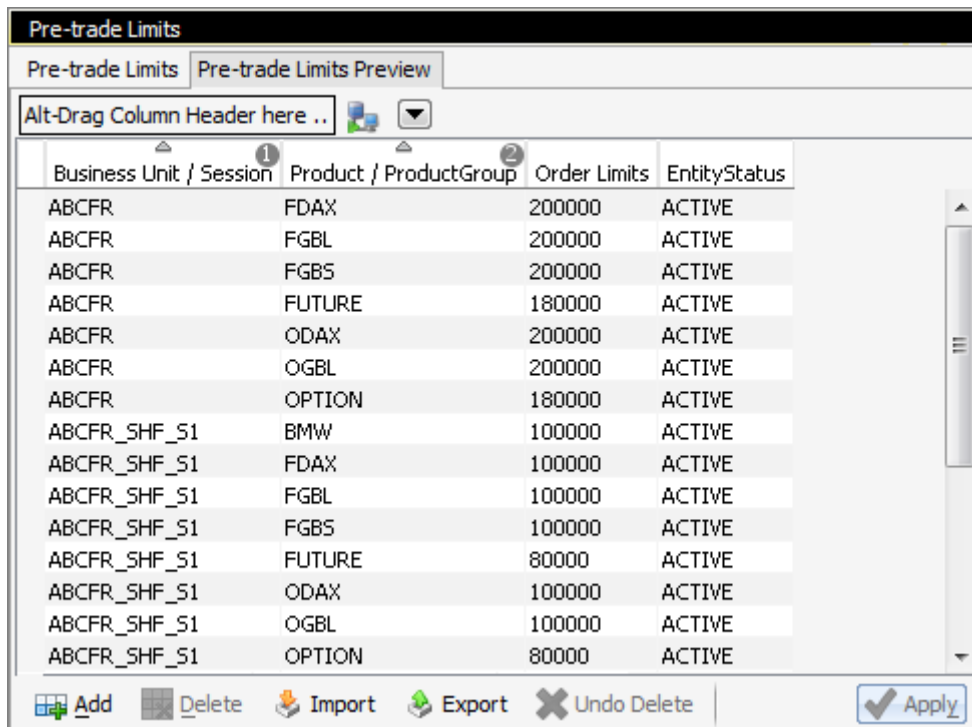 Pre-trade Limits
Pre-trade Limits Pre-trade Limits Preview
Alt-Drag Column Header here ..
Business Unit / Session 1 Product / ProductGroup 2 Order Limits EntityStatus
ABCFR FDAX 200000 ACTIVE
ABCFR FGBL 200000 ACTIVE
ABCFR FGBS 200000 ACTIVE
ABCFR FUTURE 180000 ACTIVE
ABCFR ODAX 200000 ACTIVE
ABCFR OGBL 200000 ACTIVE
ABCFR OPTION 180000 ACTIVE
ABCFR_SHF_S1 BMW 100000 ACTIVE
ABCFR_SHF_S1 FDAX 100000 ACTIVE
ABCFR_SHF_S1 FGBL 100000 ACTIVE
ABCFR_SHF_S1 FGBS 100000 ACTIVE
ABCFR_SHF_S1 FUTURE 80000 ACTIVE
ABCFR_SHF_S1 ODAX 100000 ACTIVE
ABCFR_SHF_S1 OGBL 100000 ACTIVE
ABCFR_SHF_S1 OPTION 80000 ACTIVE
Add Delete Import Export Undo Delete Apply